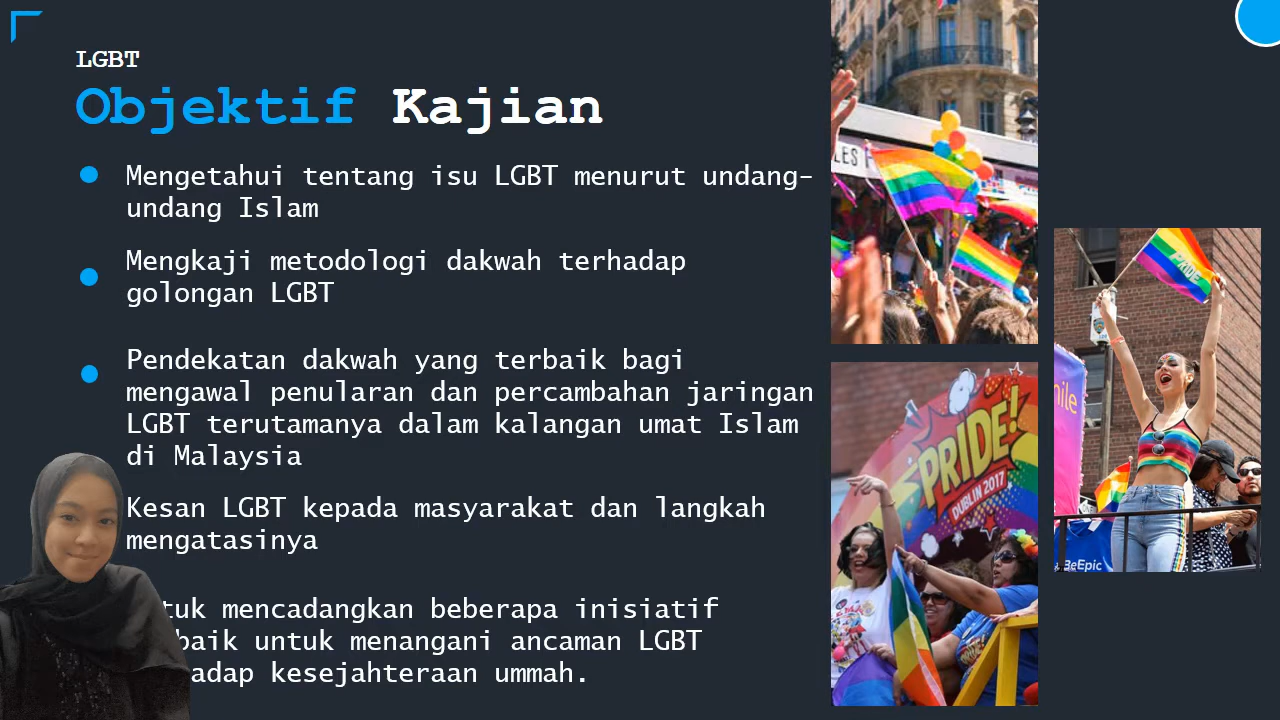 LGBT
Objektif Kajian
Mengetahui tentang isu LGBT menurut undang-
undang Islam
Mengkaji metodologi dakwah terhadap
golongan LGBT
Pendekatan dakwah yang terbaik bagi
mengawal penularan dan percambahan jaringan
LGBT terutamanya dalam kalangan umat Islam
di Malaysia
Kesan LGBT kepada masyarakat dan langkah
mengatasinya
mencadangkan beberapa inisiatif
untuk menangani ancaman LGBT
kesejahteraan ummah.
PRIDE
PRIDE!
DUBLIN 2017
BeEpic